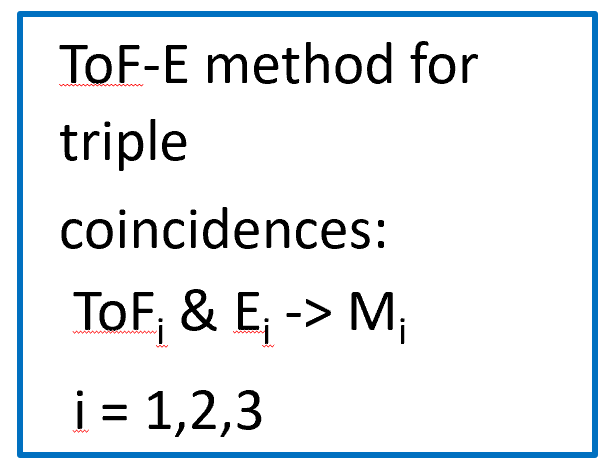 ToF-E method for
triple
coincidences:
ToFᵢ & Eᵢ -> Mᵢ
i = 1,2,3